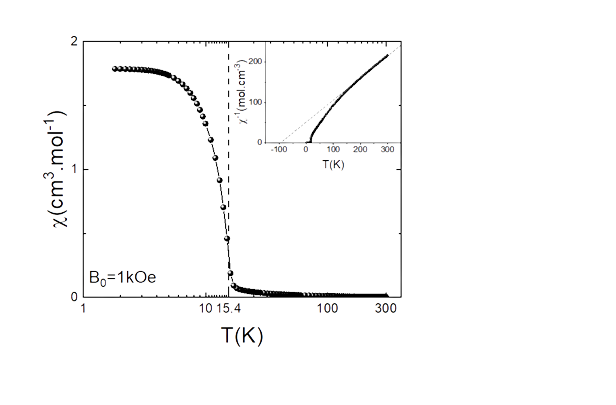 2
200
χ⁻¹(mol.cm⁻³)
100
0
-100 0 100 200 300
T(K)
χ(cm³.mol⁻¹)
1
B₀=1kOe
0
1 10 15.4 100 300
T(K)